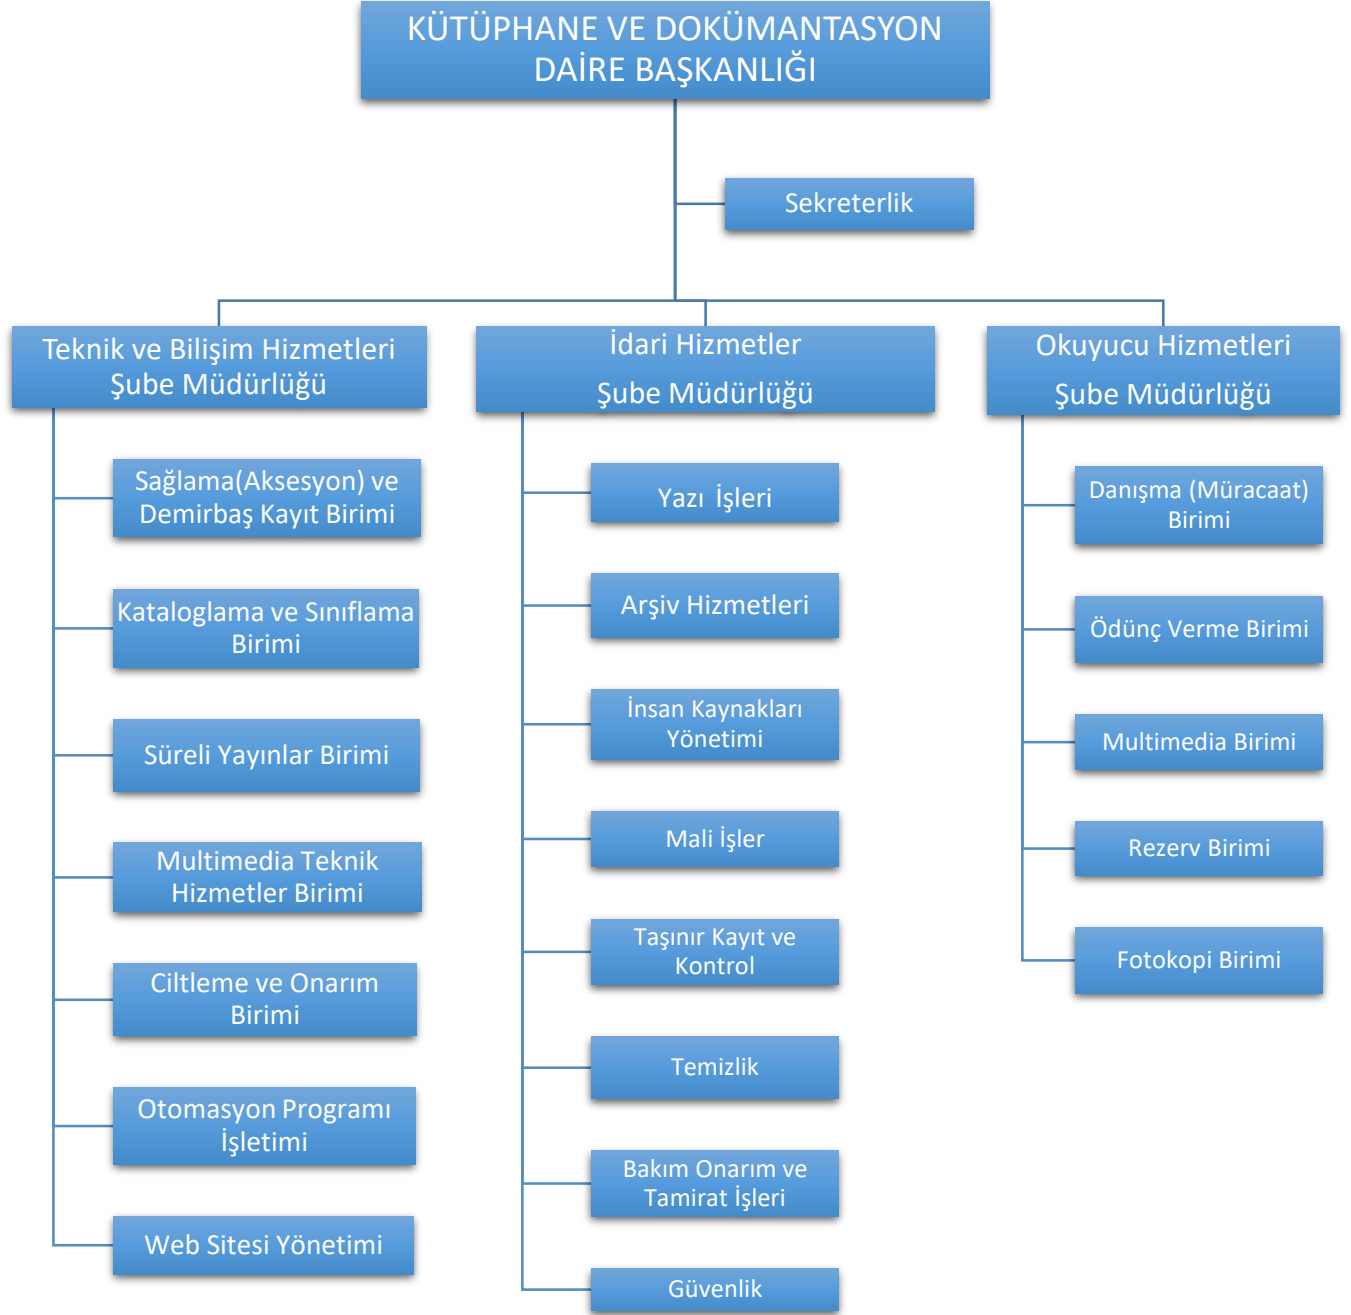 KÜTÜPHANE VE DOKÜMANTASYON
DAİRE BAŞKANLIĞI
Sekreterlik
Teknik ve Bilişim Hizmetleri
Şube Müdürlüğü
Sağlama(Aksesyon) ve
Demirbaş Kayıt Birimi
Kataloglama ve Sınıflama
Birimi
Süreli Yayınlar Birimi
Multimedia Teknik
Hizmetler Birimi
Ciltleme ve Onarım
Birimi
Otomasyon Programı
İşletimi
Web Sitesi Yönetimi
İdari Hizmetler
Şube Müdürlüğü
Yazı İşleri
Arşiv Hizmetleri
İnsan Kaynakları
Yönetimi
Mali İşler
Taşınır Kayıt ve
Kontrol
Temizlik
Bakım Onarım ve
Tamirat İşleri
Güvenlik
Okuyucu Hizmetleri
Şube Müdürlüğü
Danışma (Müracaat)
Birimi
Ödünç Verme Birimi
Multimedia Birimi
Rezerv Birimi
Fotokopi Birimi